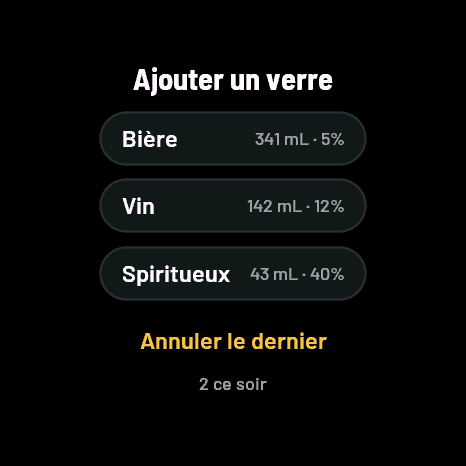 Ajouter un verre
Bière 341 mL · 5%
Vin 142 mL · 12%
Spiritueux 43 mL · 40%
Annuler le dernier
2 ce soir